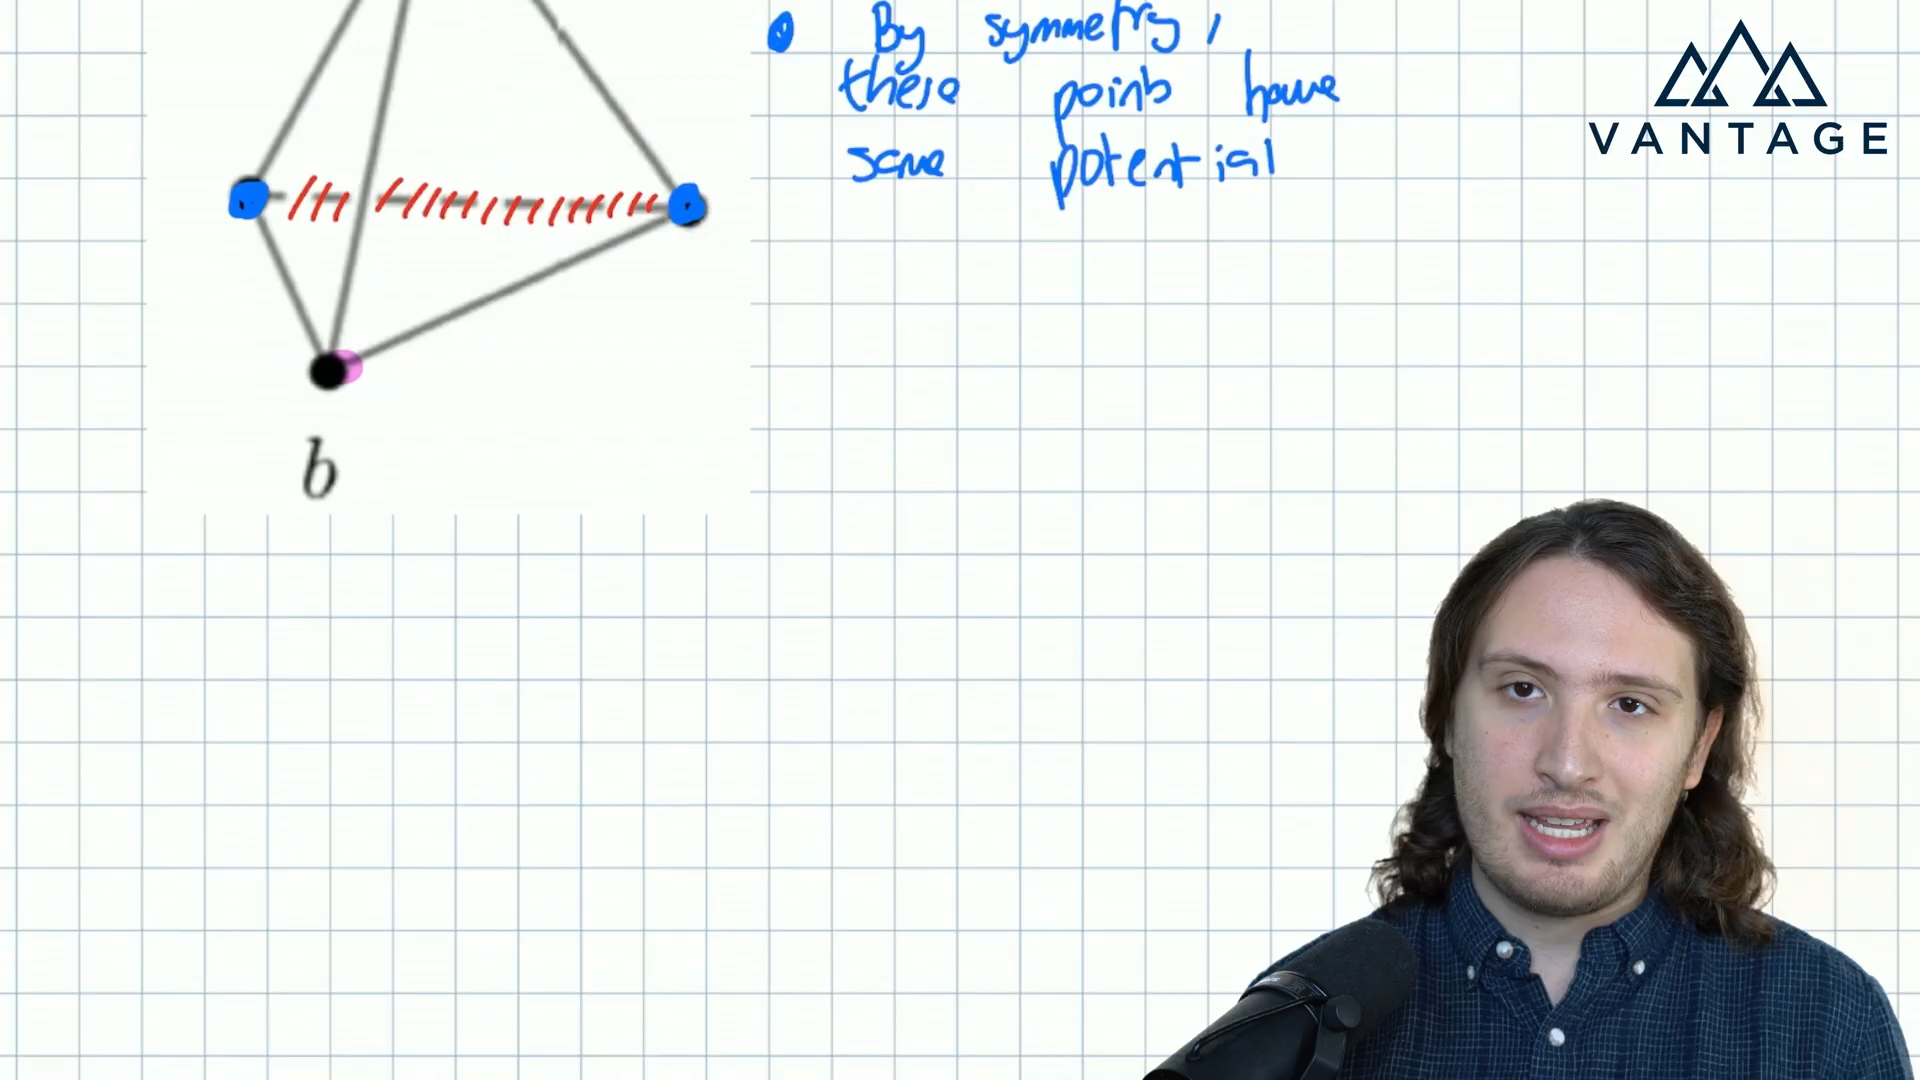 By symmetry,
these points have
same potential
VANTAGE
b